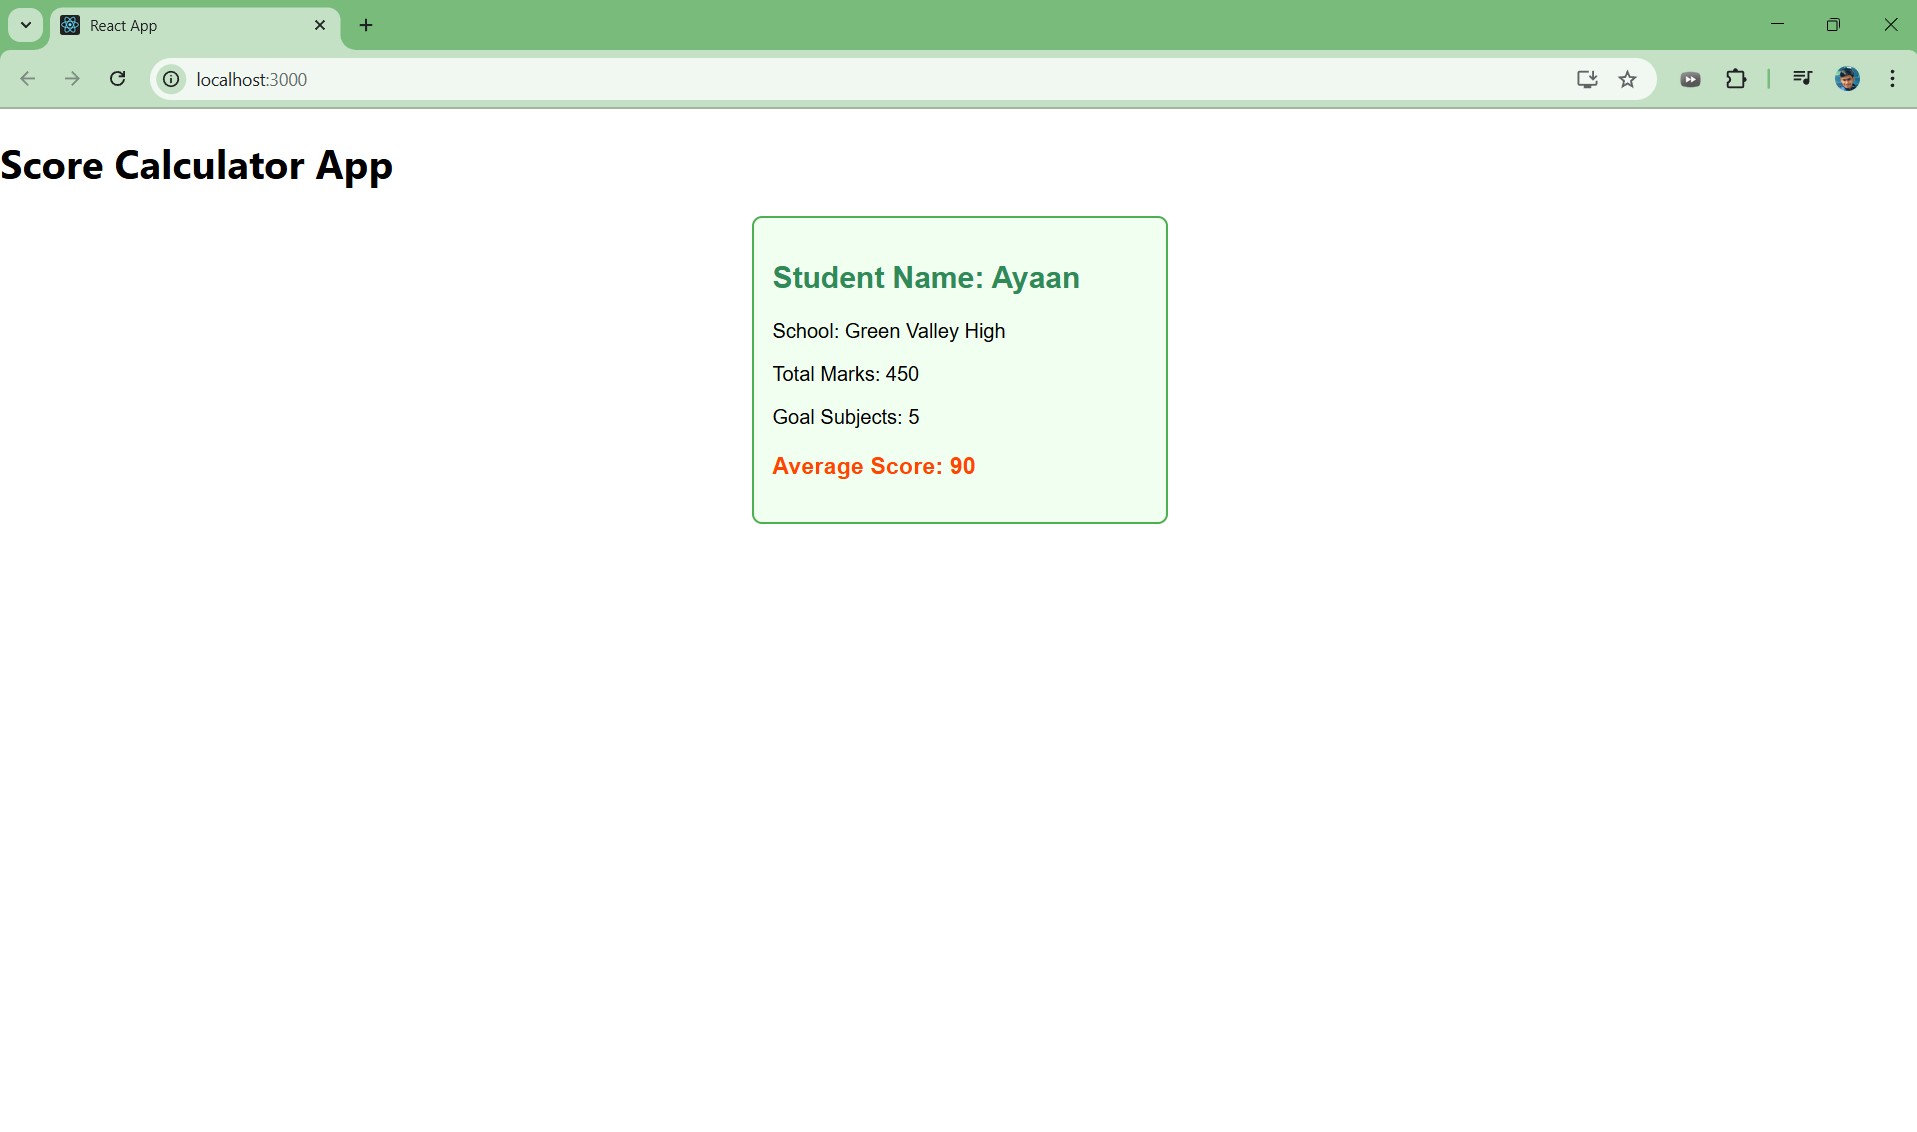 React App
localhost:3000
Score Calculator App
Student Name: Ayaan
School: Green Valley High
Total Marks: 450
Goal Subjects: 5
Average Score: 90